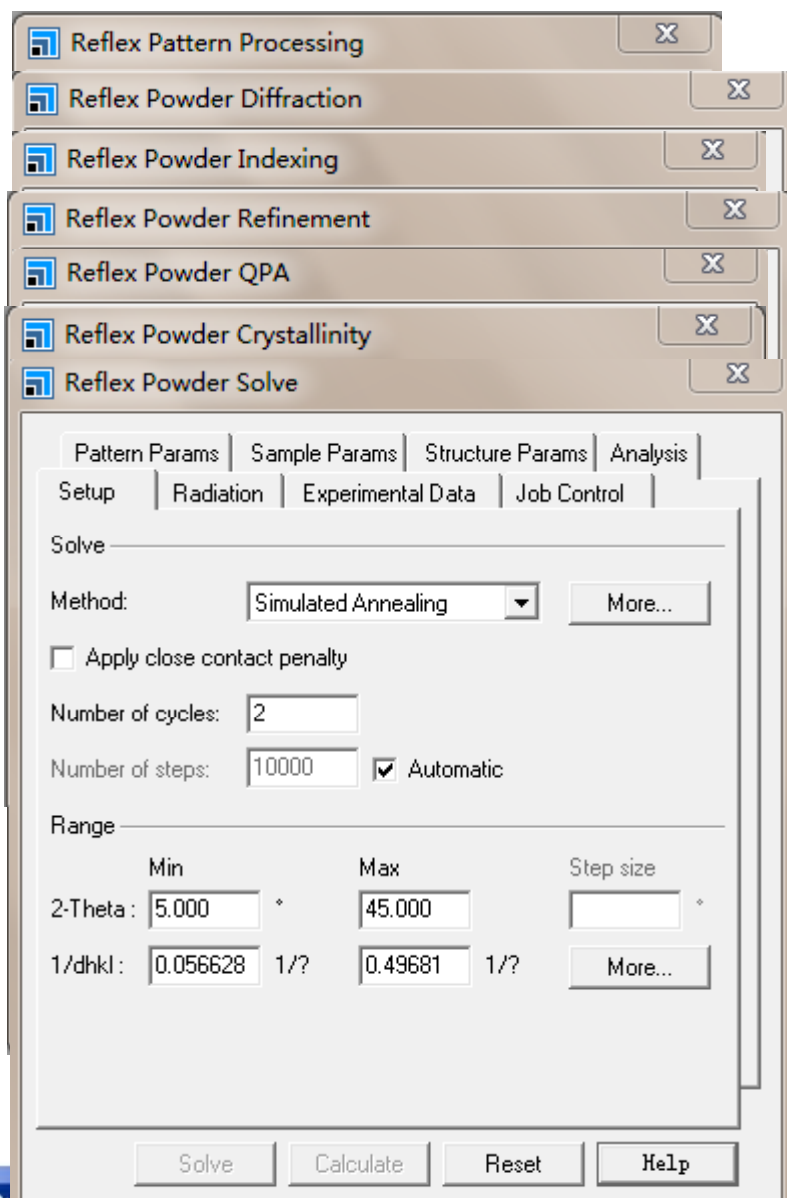 Reflex Pattern Processing
Reflex Powder Diffraction
Reflex Powder Indexing
Reflex Powder Refinement
Reflex Powder QPA
Reflex Powder Crystallinity
Reflex Powder Solve
Pattern Params Sample Params Structure Params Analysis
Setup Radiation Experimental Data Job Control
Solve
Method: Simulated Annealing More...
Apply close contact penalty
Number of cycles: 2
Number of steps: 10000 Automatic
Range
Min Max Step size
2-Theta : 5.000 ° 45.000 °
1/dhkl : 0.056628 1/? 0.49681 1/? More...
Solve Calculate Reset Help